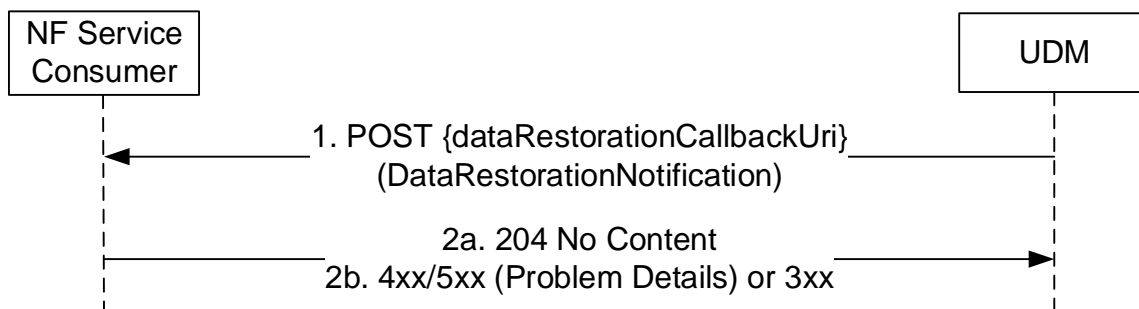 NF Service
Consumer
UDM
1. POST {dataRestorationCallbackUri}
(DataRestorationNotification)
2a. 204 No Content
2b. 4xx/5xx (Problem Details) or 3xx